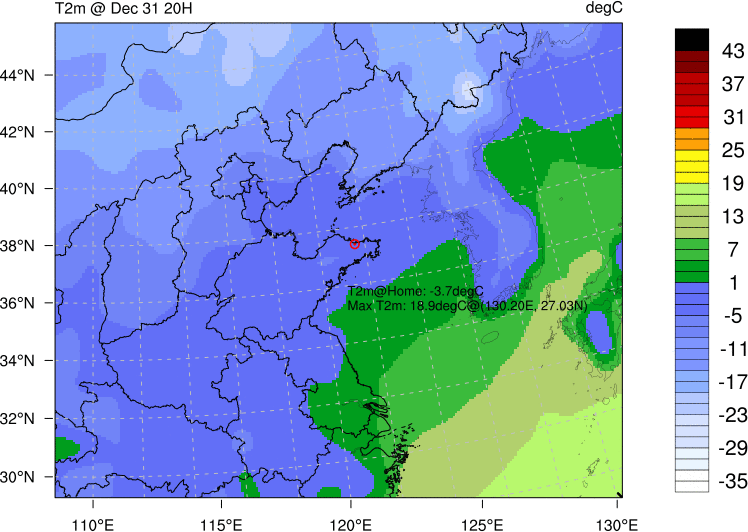 T2m @ Dec 31 20H
degC
43
44°N
37
31
42°N
25
40°N
19
13
38°N
7
T2m@Home: -3.7degC
1
36°N
Max T2m: 18.9degC@(130.20E, 27.03N)
-5
-11
34°N
-17
32°N
-23
-29
30°N
-35
110°E
115°E
120°E
125°E
130°E